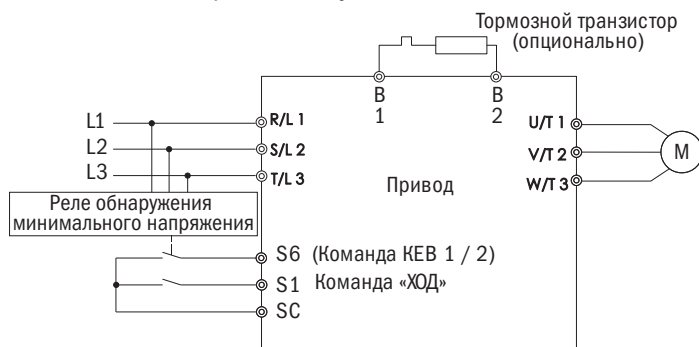 Тормозной транзистор
(опционально)
B
1
B
2
L1
R/L 1
U/T 1
L2
S/L 2
V/T 2
M
L3
T/L 3
W/T 3
Привод
Реле обнаружения
минимального напряжения
S6 (Команда КЕВ 1 / 2)
S1 Команда «ХОД»
SC